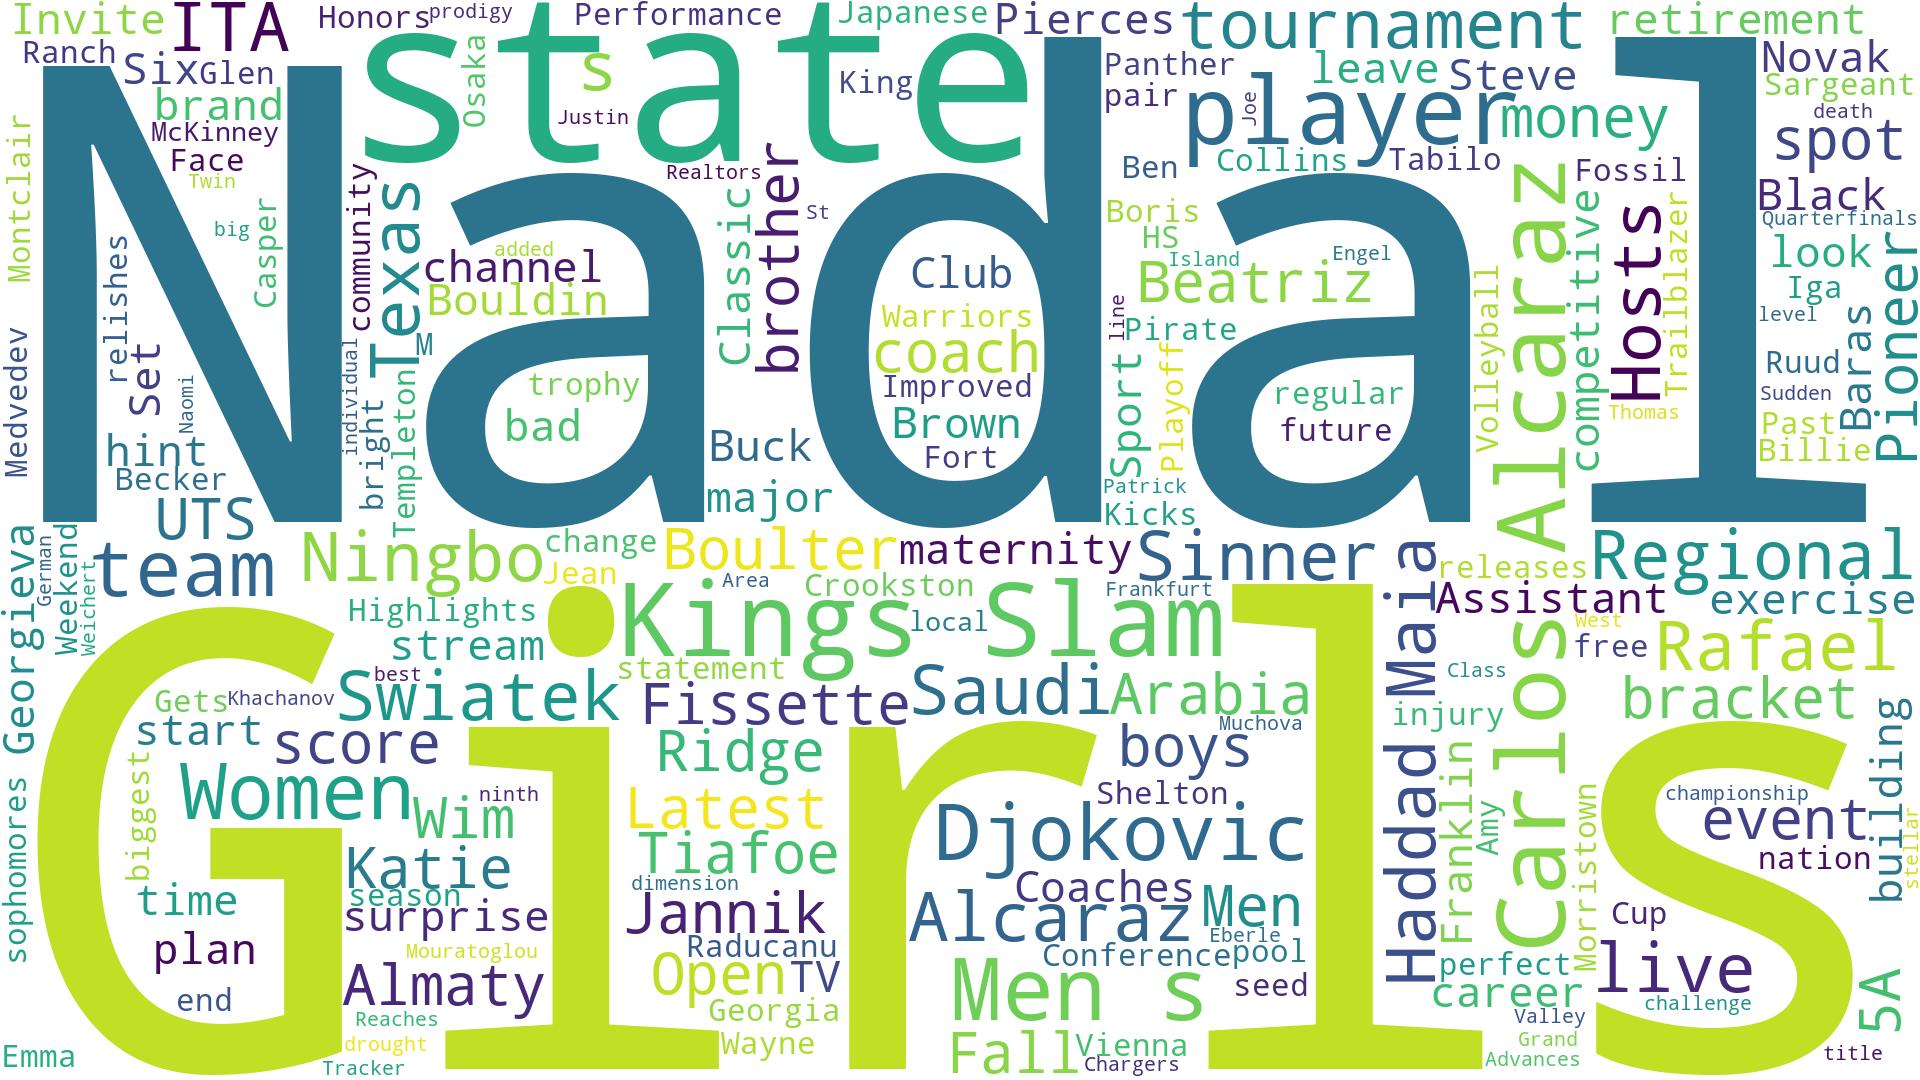 Invite
ITA
Honors
prodigy
Performance
Japanese
Pierces
tournament
retirement
Ranch
Six
Glen
state
Osaka
s
King
Panther
leave
Steve
Novak
Sargeant
brand
pair
player
Joe
money
death
McKinney
Justin
spot
Face
Twin
Realtors
Ben
Collins
Tabilo
Fossil
Black
Montclair
Nadal
big
Casper
community
Texas
Classic
brother
St
Boris
HS
Island
Engel
Quarterfinals
relishes
added
channel
Bouldin
Club
Beatriz
Alcaraz
competitive
Hosts
Trailblazer
look
Iga
Pioneer
M
Warriors
line
Pirate
Volleyball
level
Medvedev
Set
Naomi
individual
bright
Templeton
trophy
coach
Improved
Sport
Playoff
regular
Ruud
Baras
Sudden
bad
Brown
future
Thomas
Past
hint
Buck
Fort
Billie
Becker
major
Patrick
Kicks
UTS
Georgieva
German
Weekend
Weichert
team
Ningbo
change
Boulter
maternity
Sinner
Haddad Maia
releases
Regional
Jean
Area
Crookston
Frankfurt
Assistant
exercise
Highlights
Kings
local
Slam
West
free
Rafael
stream
best
statement
Class
Gets
Khachanov
Swiatek
Fissette
Saudi
Arabia
injury
Carlos
bracket
start
score
Ridge
Muchova
boys
Franklin
building
sophomores
Girls
biggest
Women
Wim
ninth
Latest
Shelton
Amy
Morristown
championship
event
stellar
Tiafoe
Djokovic
nation
Katie
dimension
Coaches
time
season
surprise
Jannik
Alcaraz
Men
Cup
plan
Mouratoglou
Raducanu
Eberle
Conference
pool
perfect
live
Almaty
Open
TV
Men s
seed
career
challenge
5A
end
Georgia
Reaches
Valley
Emma
drought
Wayne
Fall
Vienna
Grand
title
Tracker
Chargers
Advances